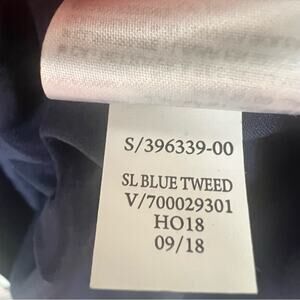 S/396339-00
SL BLUE TWEED
V/700029301
HO18
09/18